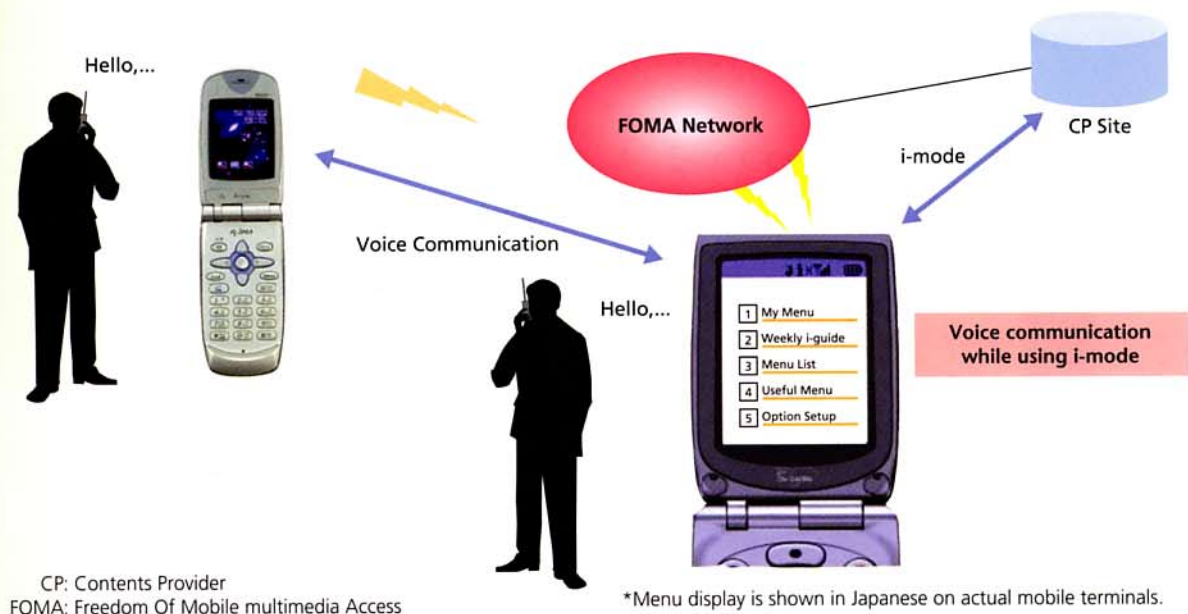 Hello,...
FOMA Network
CP Site
i-mode
Voice Communication
Hello,...
1 My Menu
2 Weekly i-guide
3 Menu List
4 Useful Menu
5 Option Setup
Voice communication
while using i-mode
CP: Contents Provider
FOMA: Freedom Of Mobile multimedia Access
*Menu display is shown in Japanese on actual mobile terminals.